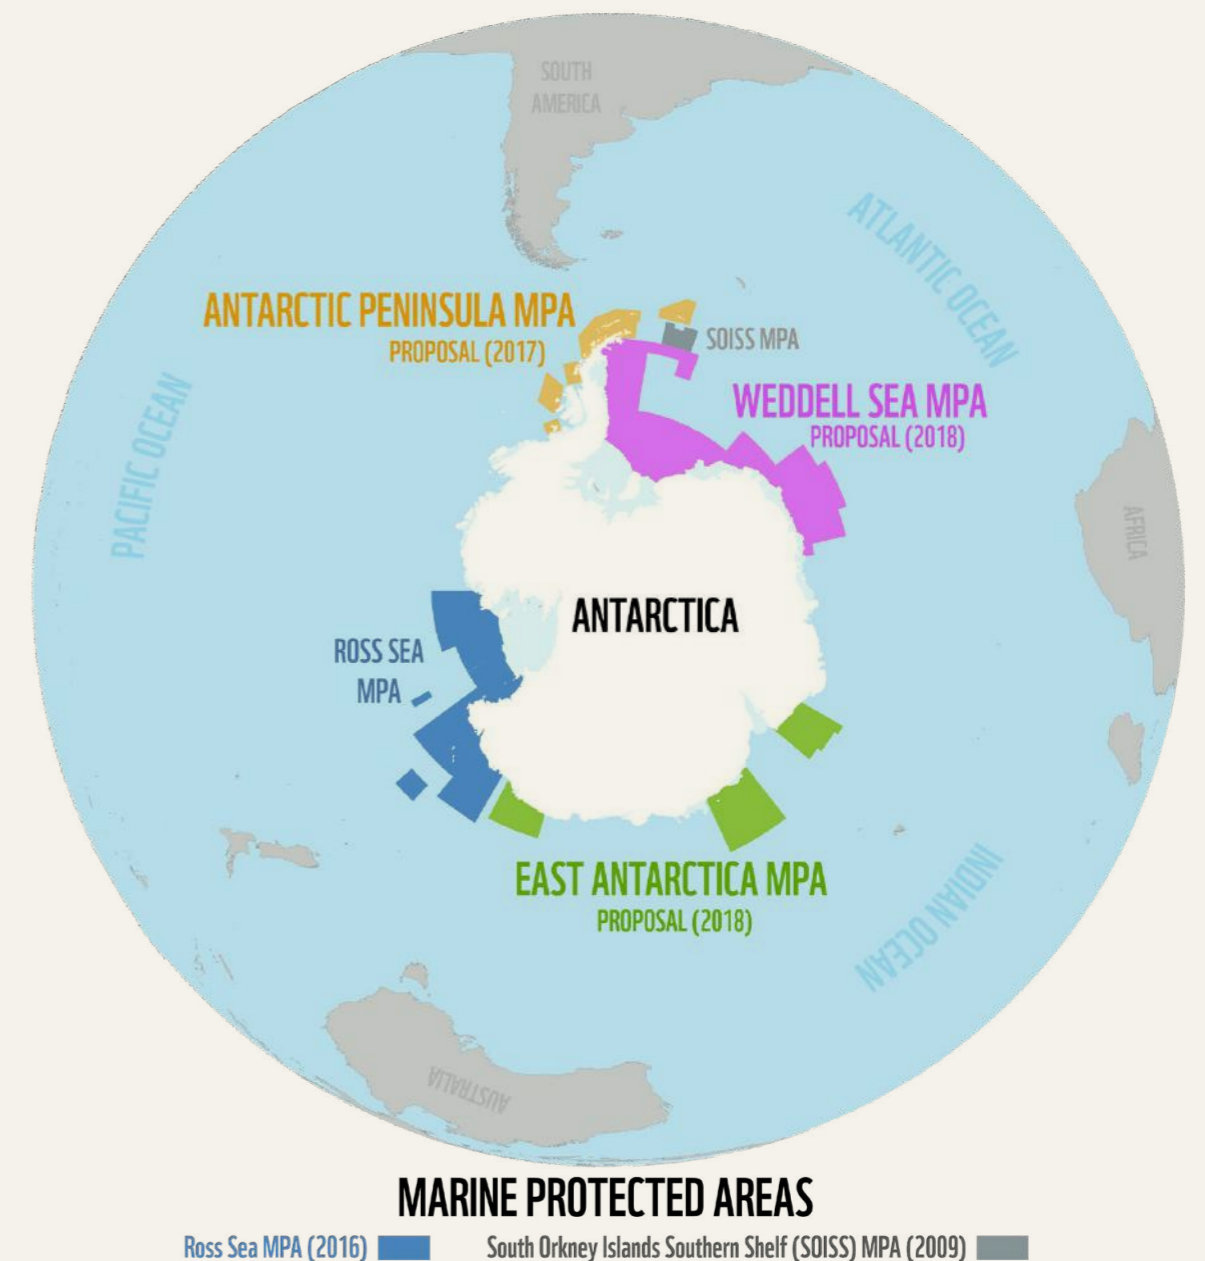 SOUTH
AMERICA
ATLANTIC OCEAN
ANTARCTIC PENINSULA MPA
PROPOSAL (2017)
SOISS MPA
WEDDELL SEA MPA
PROPOSAL (2018)
PACIFIC OCEAN
AFRICA
ANTARCTICA
ROSS SEA
MPA
EAST ANTARCTICA MPA
PROPOSAL (2018)
INDIAN OCEAN
AUSTRALIA
MARINE PROTECTED AREAS
Ross Sea MPA (2016)
South Orkney Islands Southern Shelf (SOISS) MPA (2009)